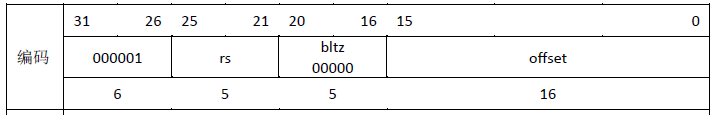 31 26 25 21 20 16 15 0
编码
000001 rs bltz 00000 offset
6 5 5 16